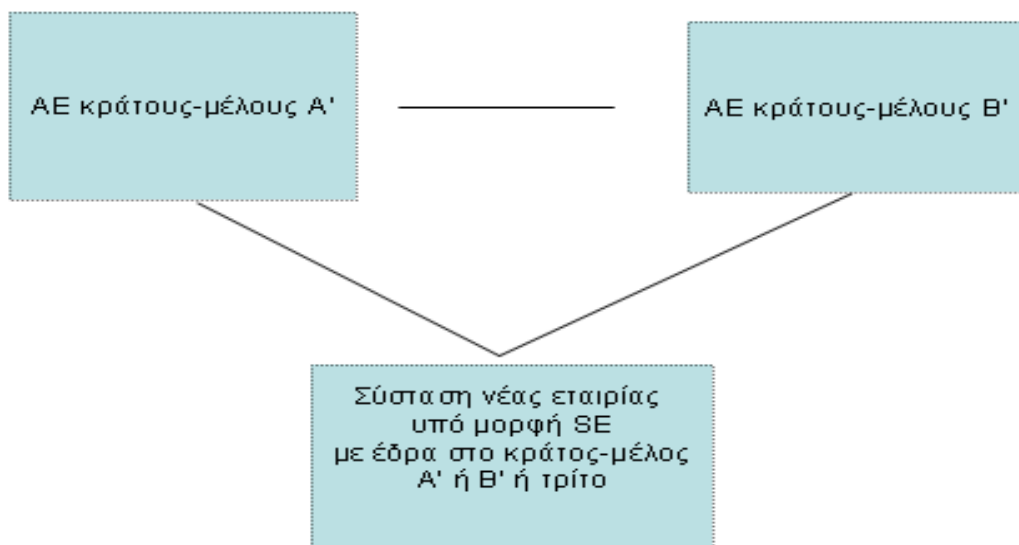 ΑΕ κράτους-μέλους Α'
ΑΕ κράτους-μέλους Β'
Σύσταση νέας εταιρίας
υπό μορφή SE
με έδρα στο κράτος-μέλος
Α' ή Β' ή τρίτο